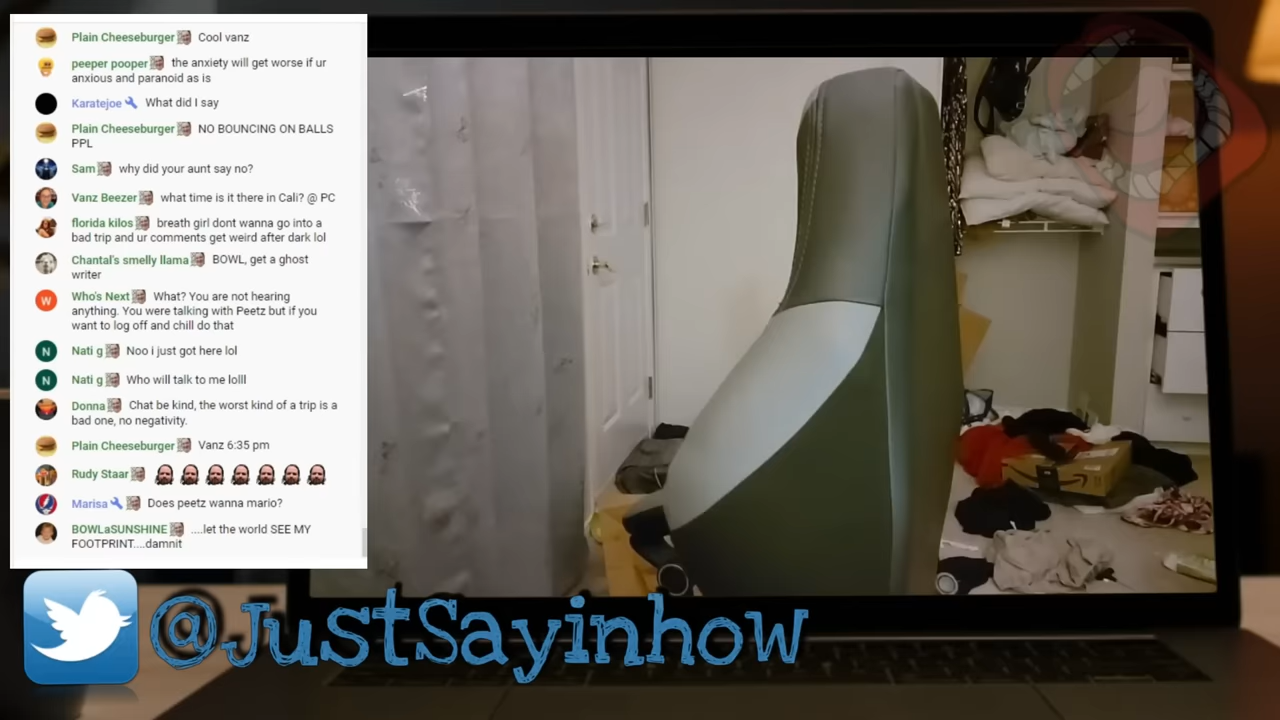 Plain Cheeseburger Cool vanz
peeper pooper the anxiety will get worse if ur
anxious and paranoid as is
Karatejoe What did I say
Plain Cheeseburger NO BOUNCING ON BALLS
PPL
Sam why did your aunt say no?
Vanz Beezer what time is it there in Cali? @ PC
florida kilos breath girl dont wanna go into a
bad trip and ur comments get weird after dark lol
Chantal's smelly llama BOWL, get a ghost
writer
W Who's Next What? You are not hearing
anything. You were talking with Peetz but if you
want to log off and chill do that
N Nati g Noo i just got here lol
N Nati g Who will talk to me lolll
Donna Chat be kind, the worst kind of a trip is a
bad one, no negativity.
Plain Cheeseburger Vanz 6:35 pm
Rudy Staar
Marisa Does peetz wanna mario?
BOWLaSUNSHINE ....let the world SEE MY
FOOTPRINT....damnit
@JustSayinhow